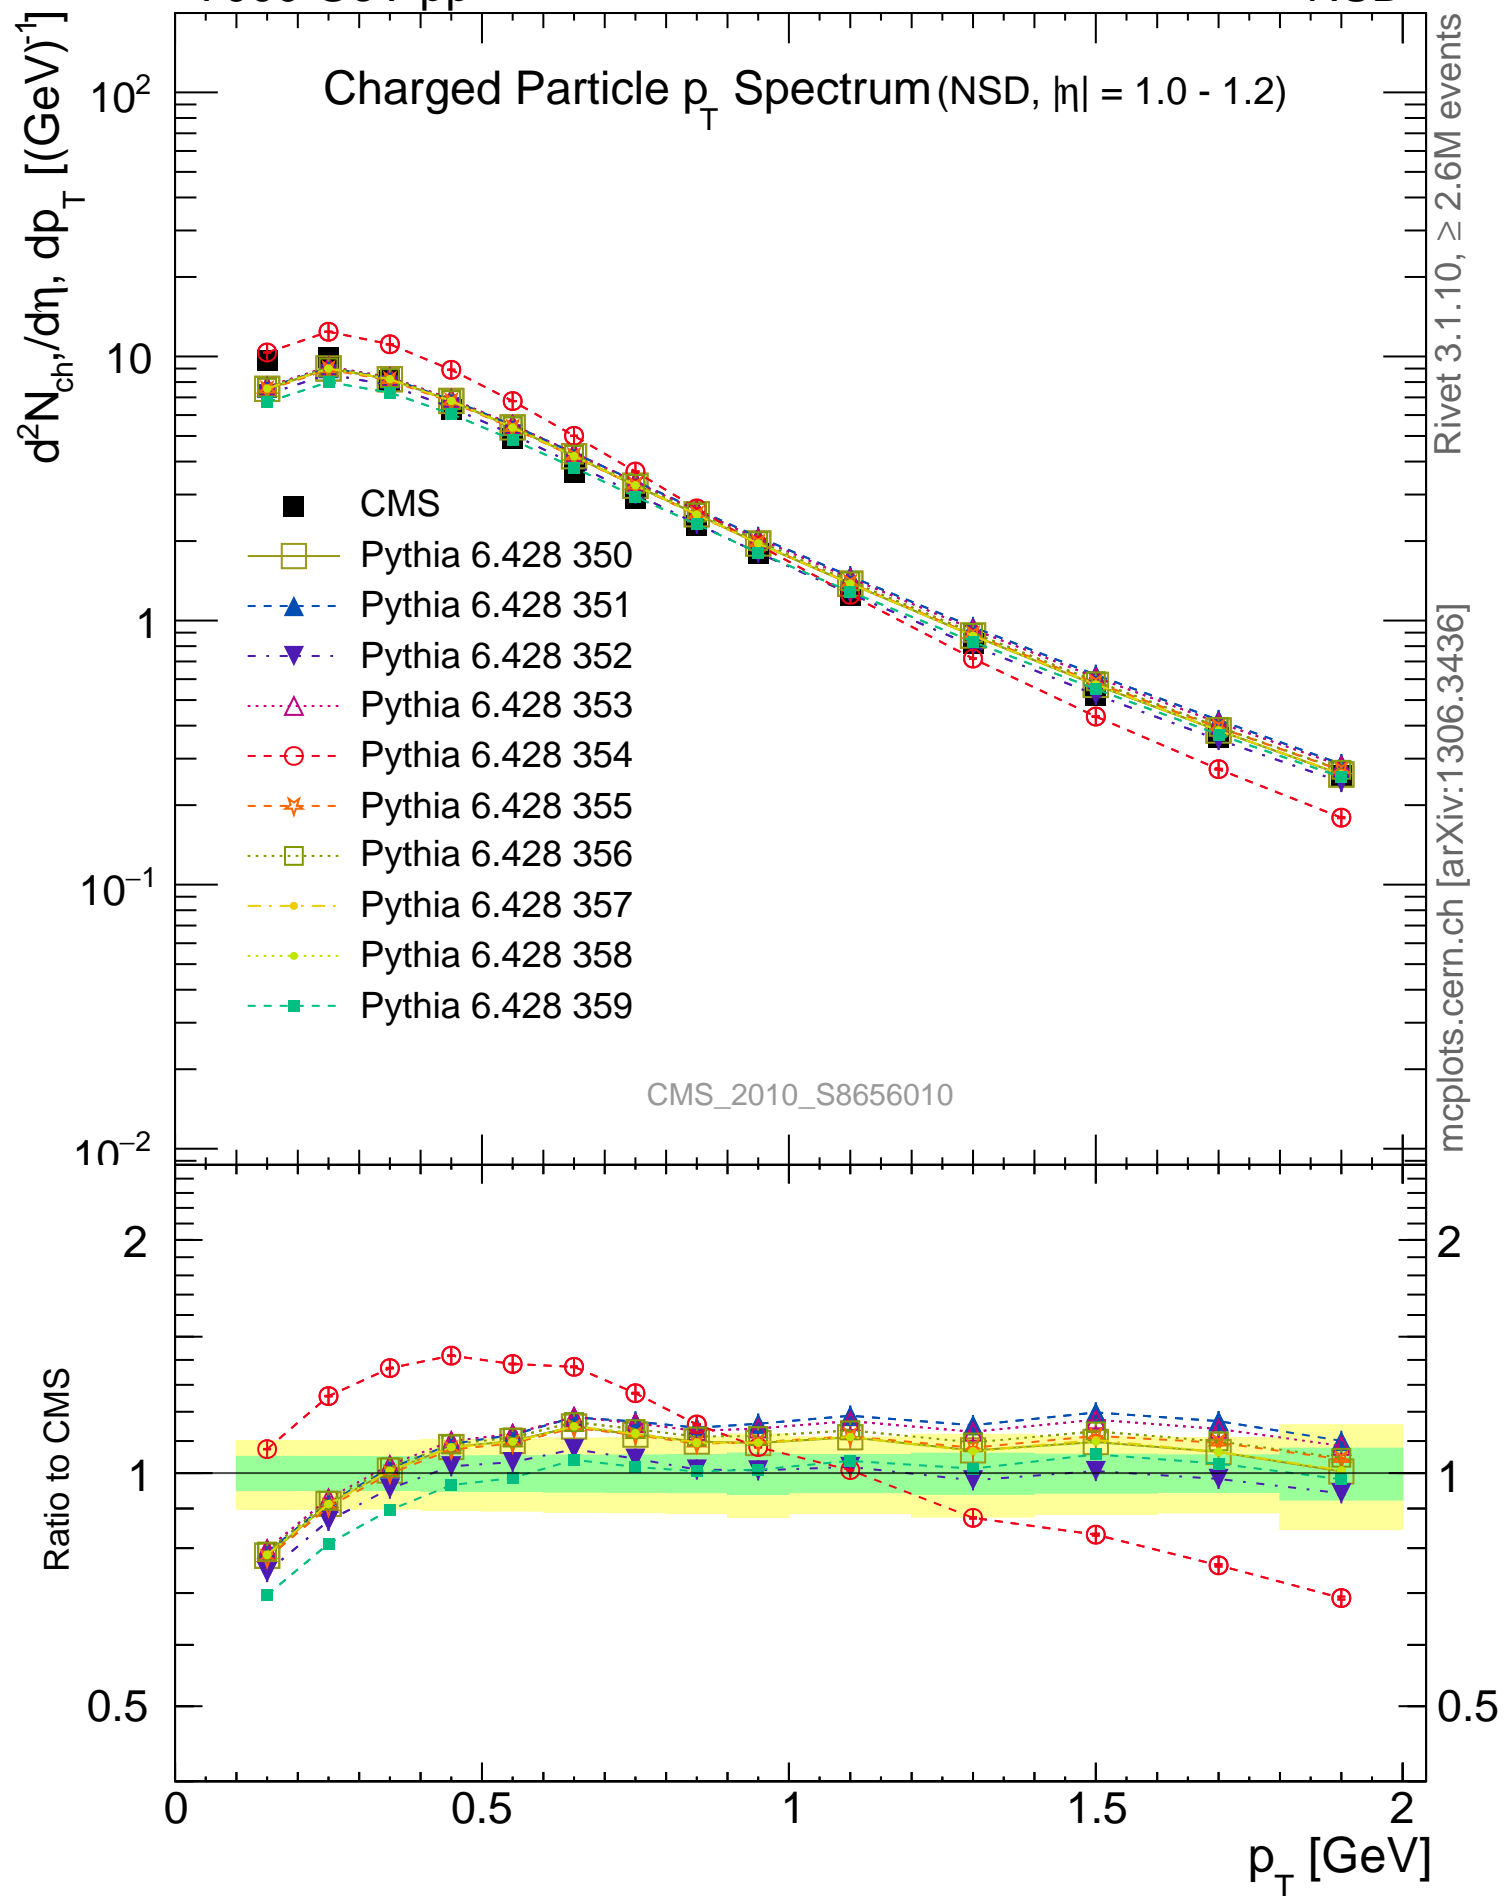 Charged Particle p_T Spectrum (NSD, |η| = 1.0 - 1.2)
d²N_ch,/dη, dp_T [(GeV)⁻¹]
10²
10
1
10⁻¹
10⁻²
CMS
Pythia 6.428 350
Pythia 6.428 351
Pythia 6.428 352
Pythia 6.428 353
Pythia 6.428 354
Pythia 6.428 355
Pythia 6.428 356
Pythia 6.428 357
Pythia 6.428 358
Pythia 6.428 359
CMS_2010_S8656010
Rivet 3.1.10, ≥ 2.6M events
mcplots.cern.ch [arXiv:1306.3436]
Ratio to CMS
2
1
0.5
2
1
0.5
0
0.5
1
1.5
2
p_T [GeV]